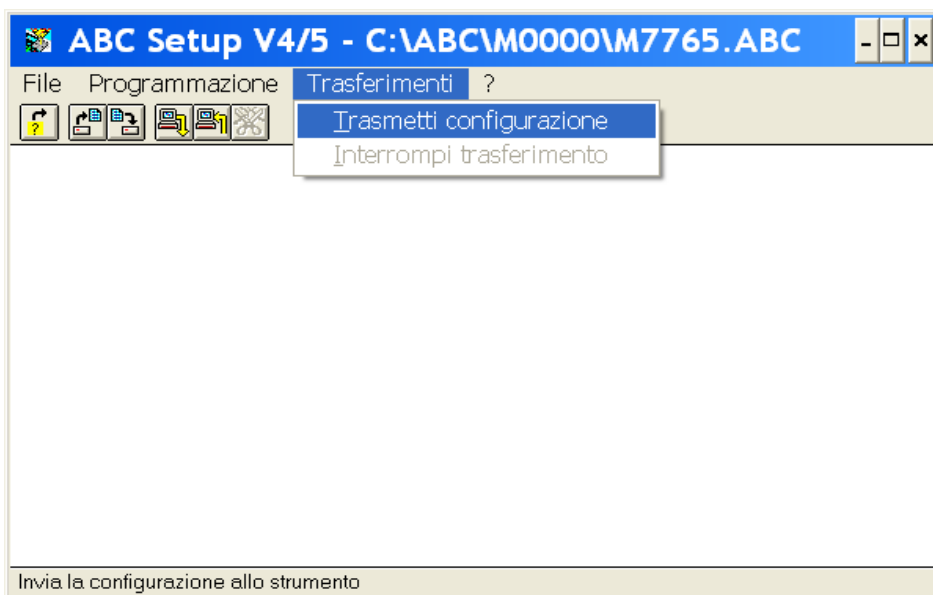 ABC Setup V4/5 - C:\ABC\M0000\M7765.ABC
File Programmazione Trasferimenti ?
?
Trasmetti configurazione
Interrompi trasferimento
Invia la configurazione allo strumento